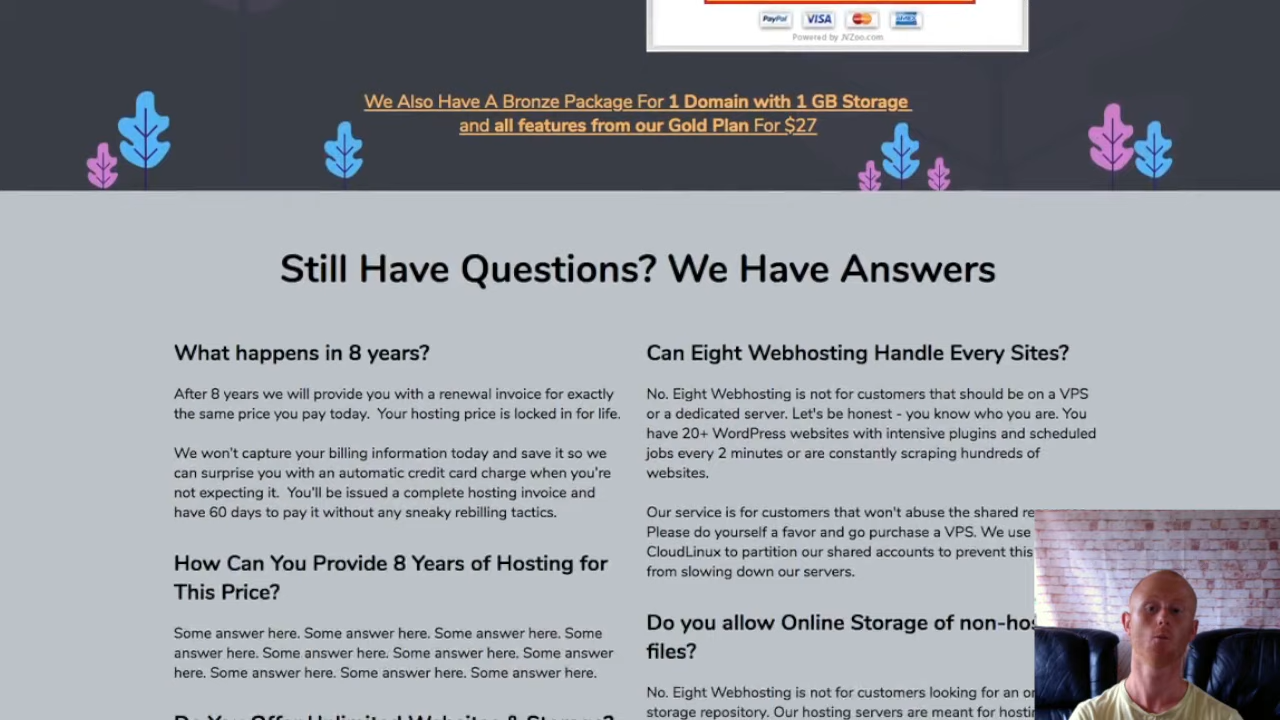 PayPal VISA MasterCard
Powered by JVZoo.com
We Also Have A Bronze Package For 1 Domain with 1 GB Storage
and all features from our Gold Plan For $27
Still Have Questions? We Have Answers
What happens in 8 years?
After 8 years we will provide you with a renewal invoice for exactly
the same price you pay today. Your hosting price is locked in for life.
We won't capture your billing information today and save it so we
can surprise you with an automatic credit card charge when you're
not expecting it. You'll be issued a complete hosting invoice and
have 60 days to pay it without any sneaky rebilling tactics.
How Can You Provide 8 Years of Hosting for
This Price?
Some answer here. Some answer here. Some answer here. Some
answer here. Some answer here. Some answer here. Some answer
here. Some answer here. Some answer here. Some answer here.
Do You Offer Unlimited Websites & Storage?
Can Eight Webhosting Handle Every Sites?
No. Eight Webhosting is not for customers that should be on a VPS
or a dedicated server. Let's be honest - you know who you are. You
have 20+ WordPress websites with intensive plugins and scheduled
jobs every 2 minutes or are constantly scraping hundreds of
websites.
Our service is for customers that won't abuse the shared re
Please do yourself a favor and go purchase a VPS. We use
CloudLinux to partition our shared accounts to prevent this
from slowing down our servers.
Do you allow Online Storage of non-hos
files?
No. Eight Webhosting is not for customers looking for an on
storage repository. Our hosting servers are meant for hostin